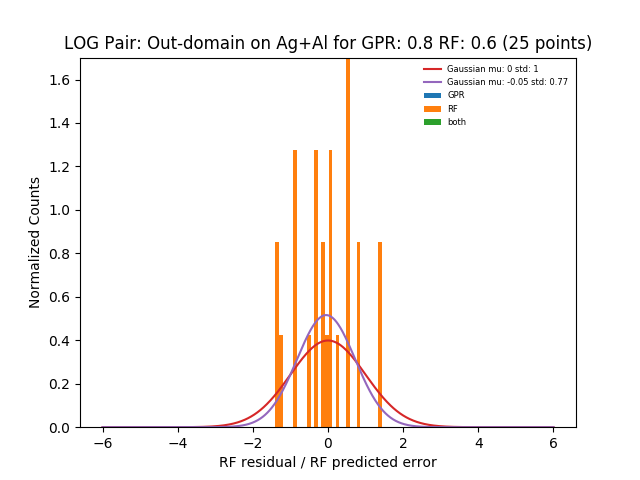 LOG Pair: Out-domain on Ag+Al for GPR: 0.8 RF: 0.6 (25 points)
Gaussian mu: 0 std: 1
Gaussian mu: -0.05 std: 0.77
GPR
RF
both
Normalized Counts
1.6
1.4
1.2
1.0
0.8
0.6
0.4
0.2
0.0
−6
−4
−2
0
2
4
6
RF residual / RF predicted error